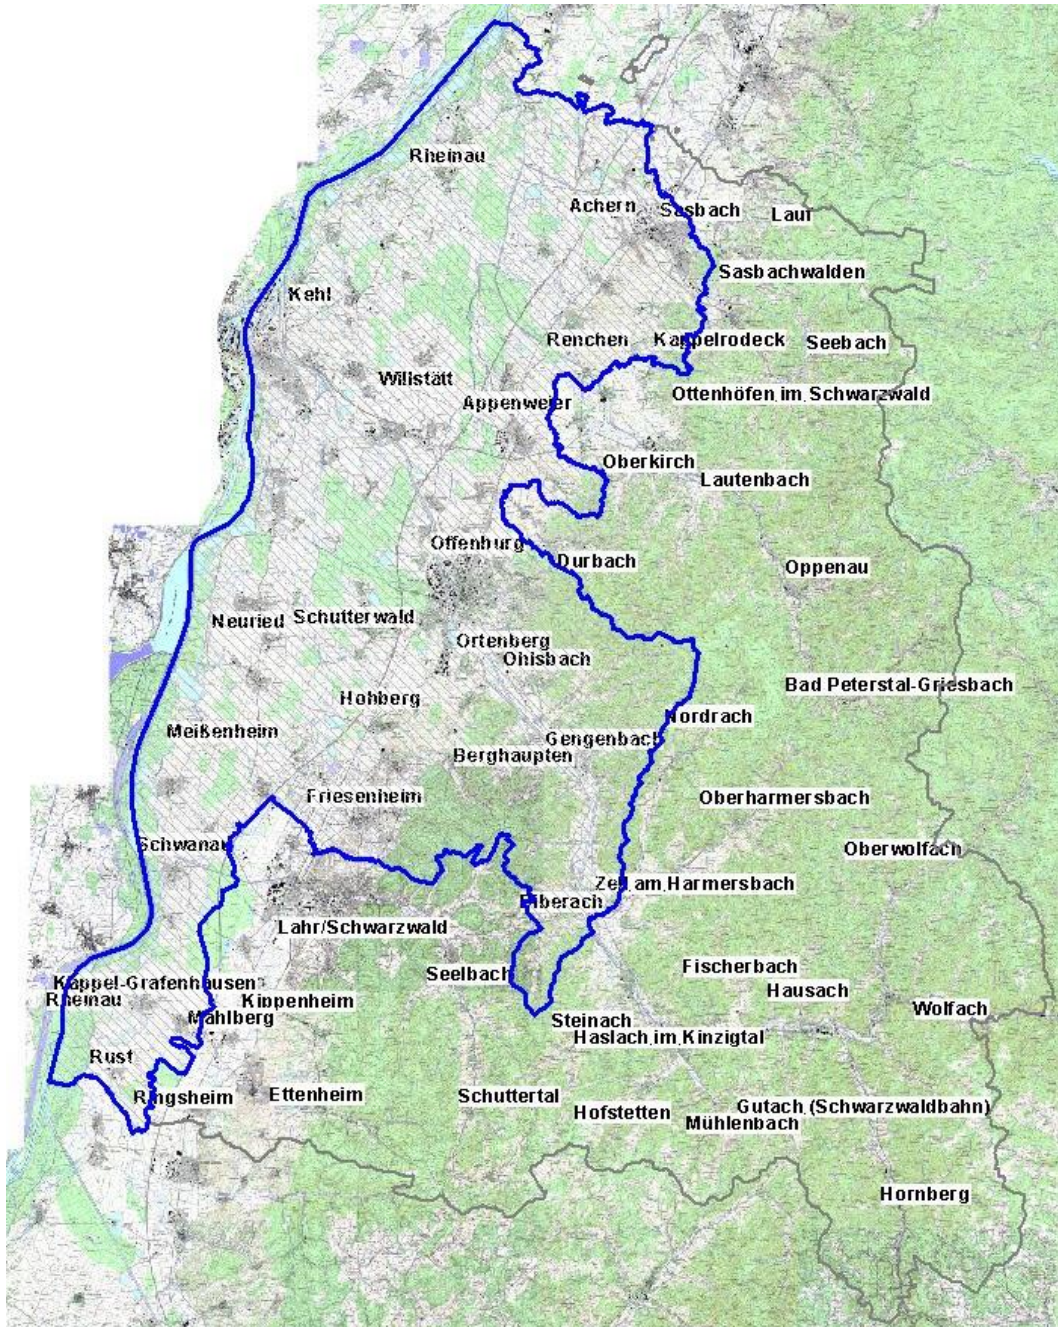 Rheinau
Achern
Sasbach
Lauf
Sasbachwalden
Kehl
Renchen
Kappelrodeck
Seebach
Willstätt
Appenweier
Ottenhöfen im Schwarzwald
Oberkirch
Lautenbach
Offenburg
Durbach
Oppenau
Neuried
Schutterwald
Ortenberg
Ohlsbach
Hohberg
Bad Peterstal-Griesbach
Nordrach
Meißenheim
Gengenbach
Berghaupten
Friesenheim
Oberharmersbach
Schwanau
Oberwolfach
Zell am Harmersbach
Biberach
Lahr/Schwarzwald
Seelbach
Fischerbach
Kappel-Grafenhausen
Rheinau
Kippenheim
Hausach
Wolfach
Mahlberg
Steinach
Haslach im Kinzigtal
Rust
Ringsheim
Ettenheim
Schuttertal
Hofstetten
Gutach (Schwarzwaldbahn)
Mühlenbach
Hornberg